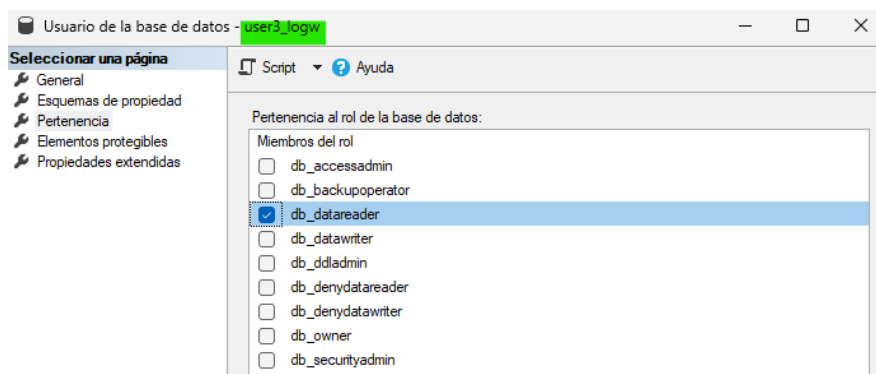 Usuario de la base de datos - user3_logw
Seleccionar una página
General
Esquemas de propiedad
Pertenencia
Elementos protegibles
Propiedades extendidas
Script
Ayuda
Pertenencia al rol de la base de datos:
Miembros del rol
db_accessadmin
db_backupoperator
db_datareader
db_datawriter
db_ddladmin
db_denydatareader
db_denydatawriter
db_owner
db_securityadmin